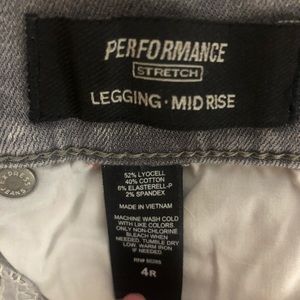 PERFORMANCE
STRETCH
LEGGING · MID RISE
52% LYOCELL
40% COTTON
6% ELASTERELL-P
2% SPANDEX
MADE IN VIETNAM
MACHINE WASH COLD
WITH LIKE COLORS.
ONLY NON-CHLORINE
BLEACH WHEN
NEEDED. TUMBLE DRY
LOW. WARM IRON IF
NEEDED.
4R